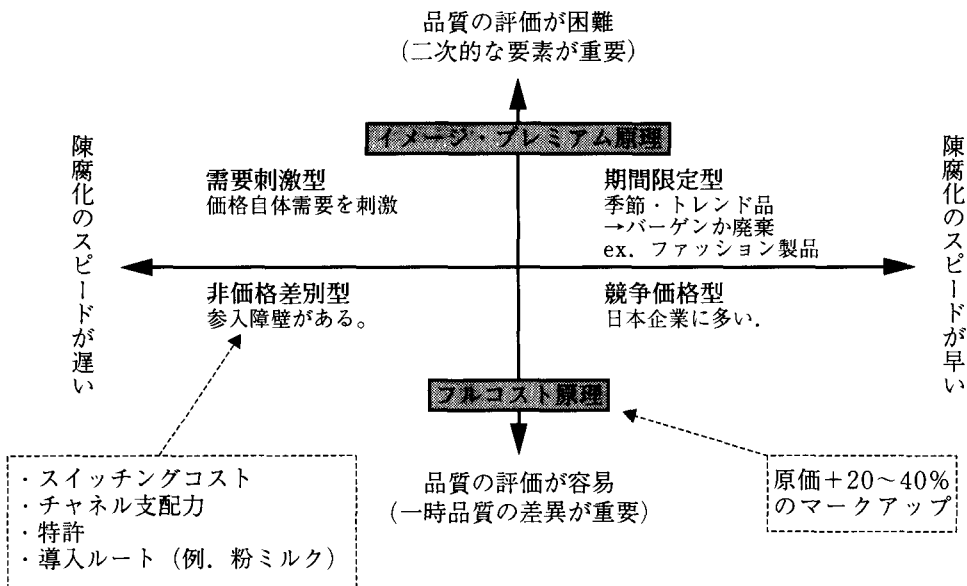 品質の評価が困難
(二次的な要素が重要)
イメージ・プレミアム原理
陳腐化のスピードが遅い
陳腐化のスピードが早い
需要刺激型
価格自体需要を刺激
期間限定型
季節・トレンド品
→バーゲンか廃棄
ex. ファッション製品
非価格差別型
参入障壁がある。
競争価格型
日本企業に多い.
フルコスト原理
・スイッチングコスト
・チャネル支配力
・特許
・導入ルート (例. 粉ミルク)
品質の評価が容易
(一時品質の差異が重要)
原価+20~40%
のマークアップ